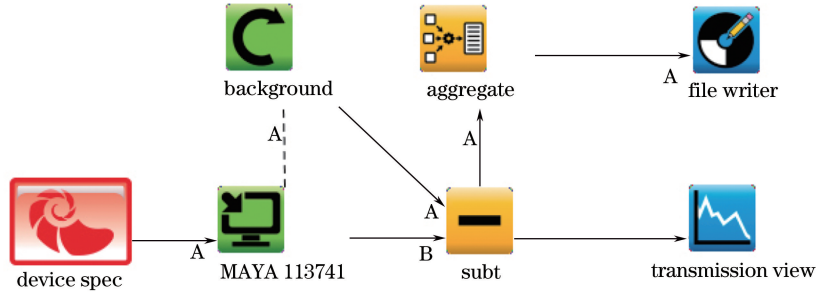 background
aggregate
A
file writer
A
A
A
B
A
device spec
MAYA 113741
subt
transmission view